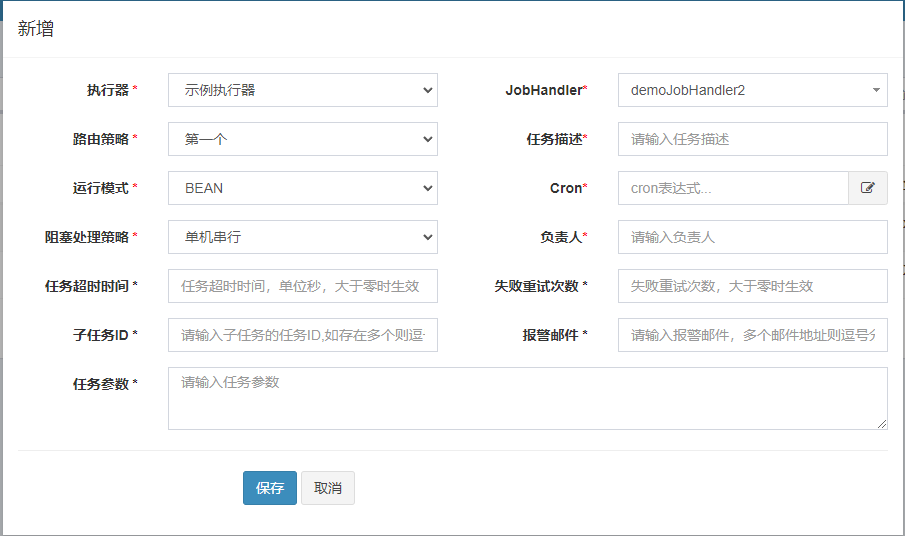 新增
执行器 * 示例执行器 JobHandler* demoJobHandler2
路由策略 * 第一个 任务描述* 请输入任务描述
运行模式 * BEAN Cron* cron表达式...
阻塞处理策略 * 单机串行 负责人* 请输入负责人
任务超时时间 * 任务超时时间，单位秒，大于零时生效 失败重试次数 * 失败重试次数，大于零时生效
子任务ID * 请输入子任务的任务ID,如存在多个则逗 报警邮件 * 请输入报警邮件，多个邮件地址则逗号分
任务参数 * 请输入任务参数
保存 取消